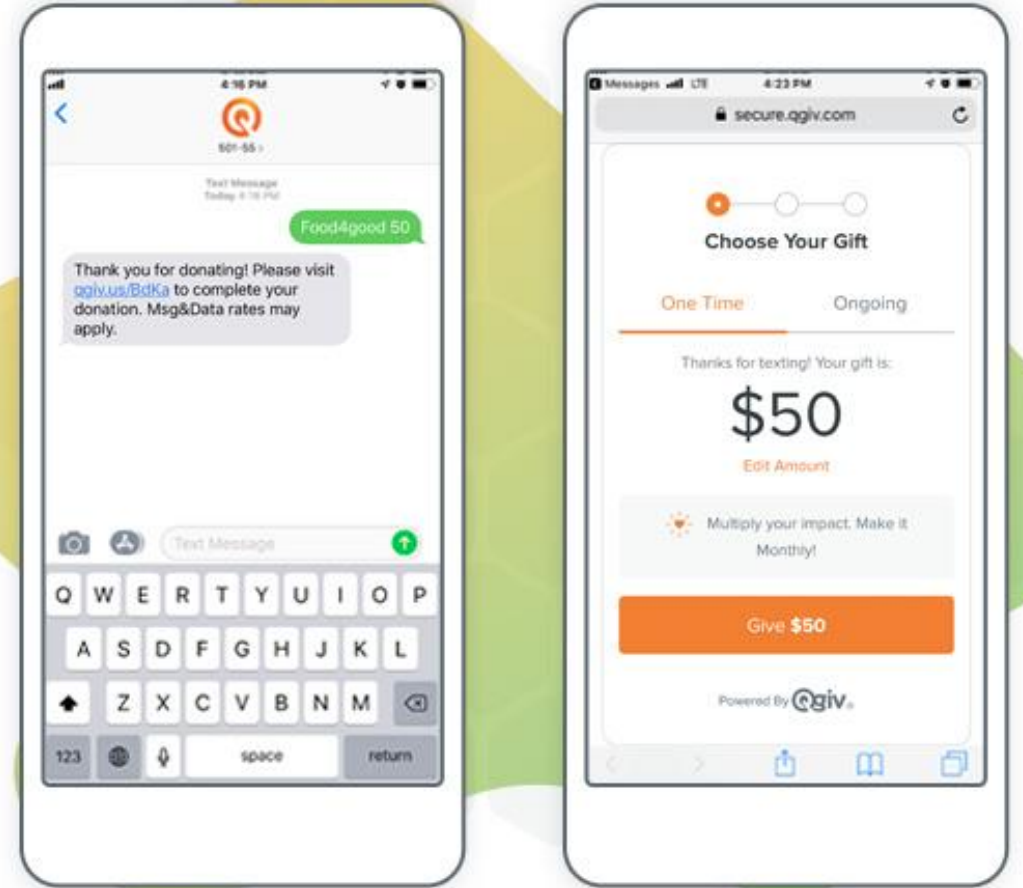 4:16 PM
501-55 >
Text Message
Today 4:16 PM
Food4good 50
Thank you for donating! Please visit
qgiv.us/BdKa to complete your
donation. Msg&Data rates may
apply.
Text Message
Q W E R T Y U I O P
A S D F G H J K L
Z X C V B N M
123
space
return
Messages LTE 4:23 PM
secure.qgiv.com
Choose Your Gift
One Time
Ongoing
Thanks for texting! Your gift is:
$50
Edit Amount
Multiply your impact. Make it
Monthly!
Give $50
Powered By Qgiv.